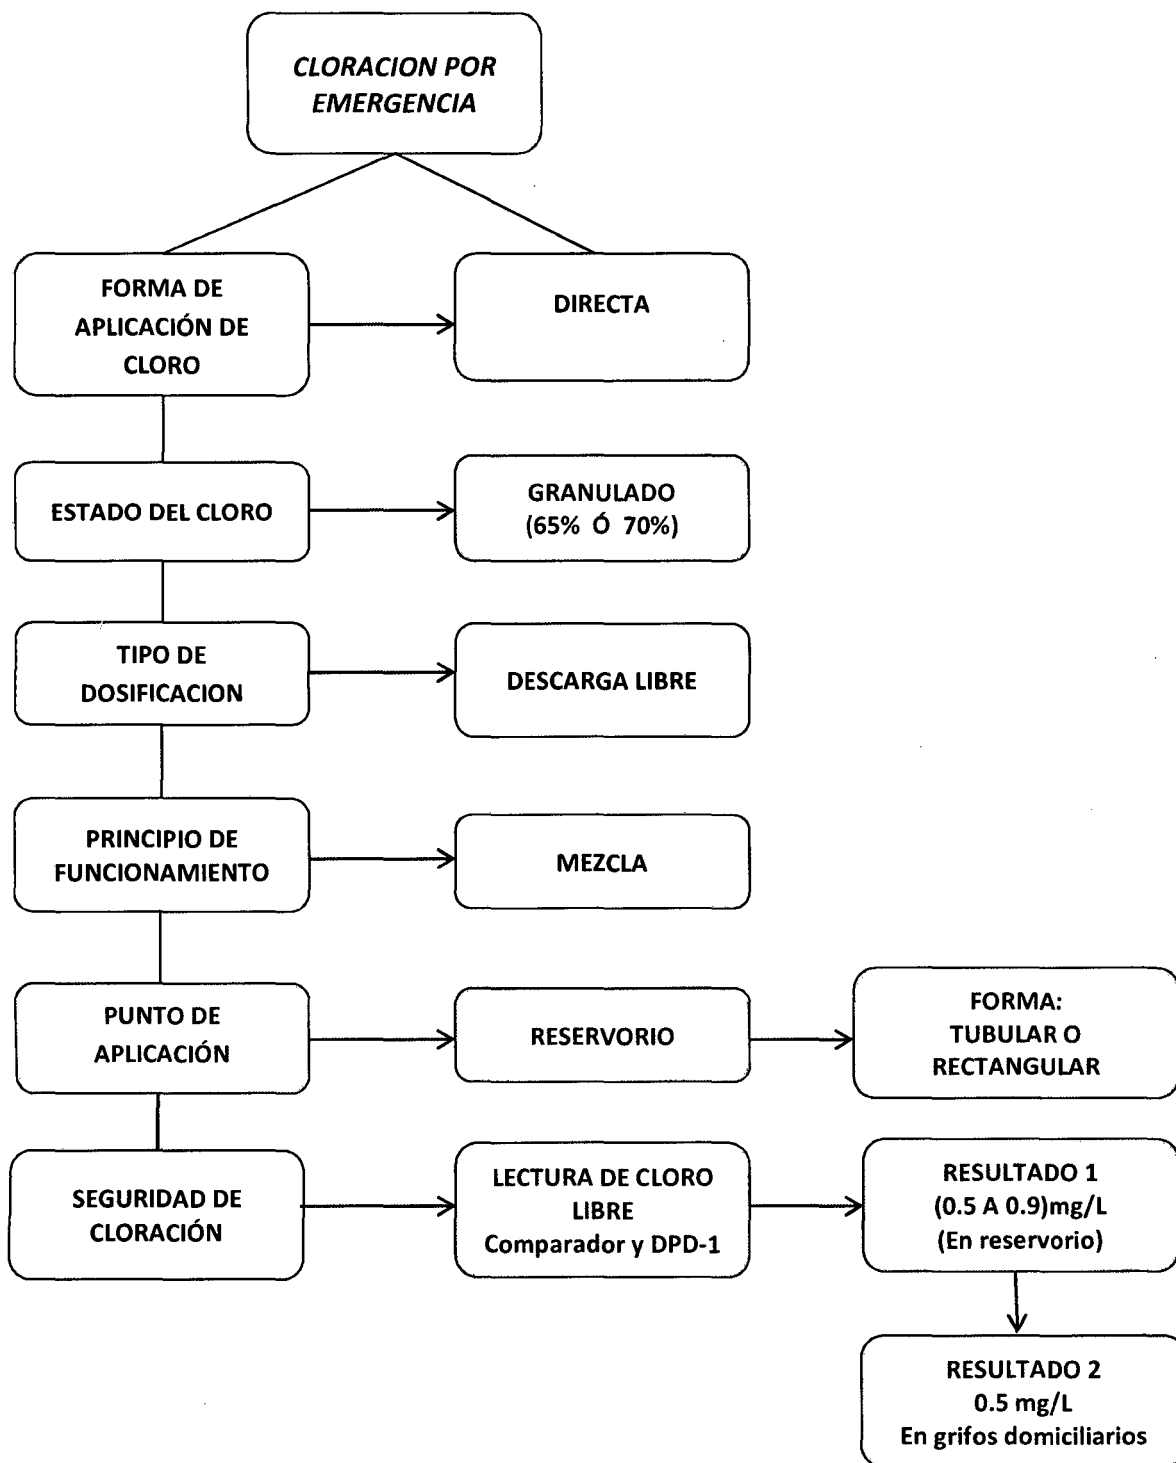 CLORACION POR
EMERGENCIA
FORMA DE
APLICACIÓN DE
CLORO
DIRECTA
ESTADO DEL CLORO
GRANULADO
(65% Ó 70%)
TIPO DE
DOSIFICACION
DESCARGA LIBRE
PRINCIPIO DE
FUNCIONAMIENTO
MEZCLA
PUNTO DE
APLICACIÓN
RESERVORIO
FORMA:
TUBULAR O
RECTANGULAR
SEGURIDAD DE
CLORACIÓN
LECTURA DE CLORO
LIBRE
Comparador y DPD-1
RESULTADO 1
(0.5 A 0.9)mg/L
(En reservorio)
RESULTADO 2
0.5 mg/L
En grifos domiciliarios